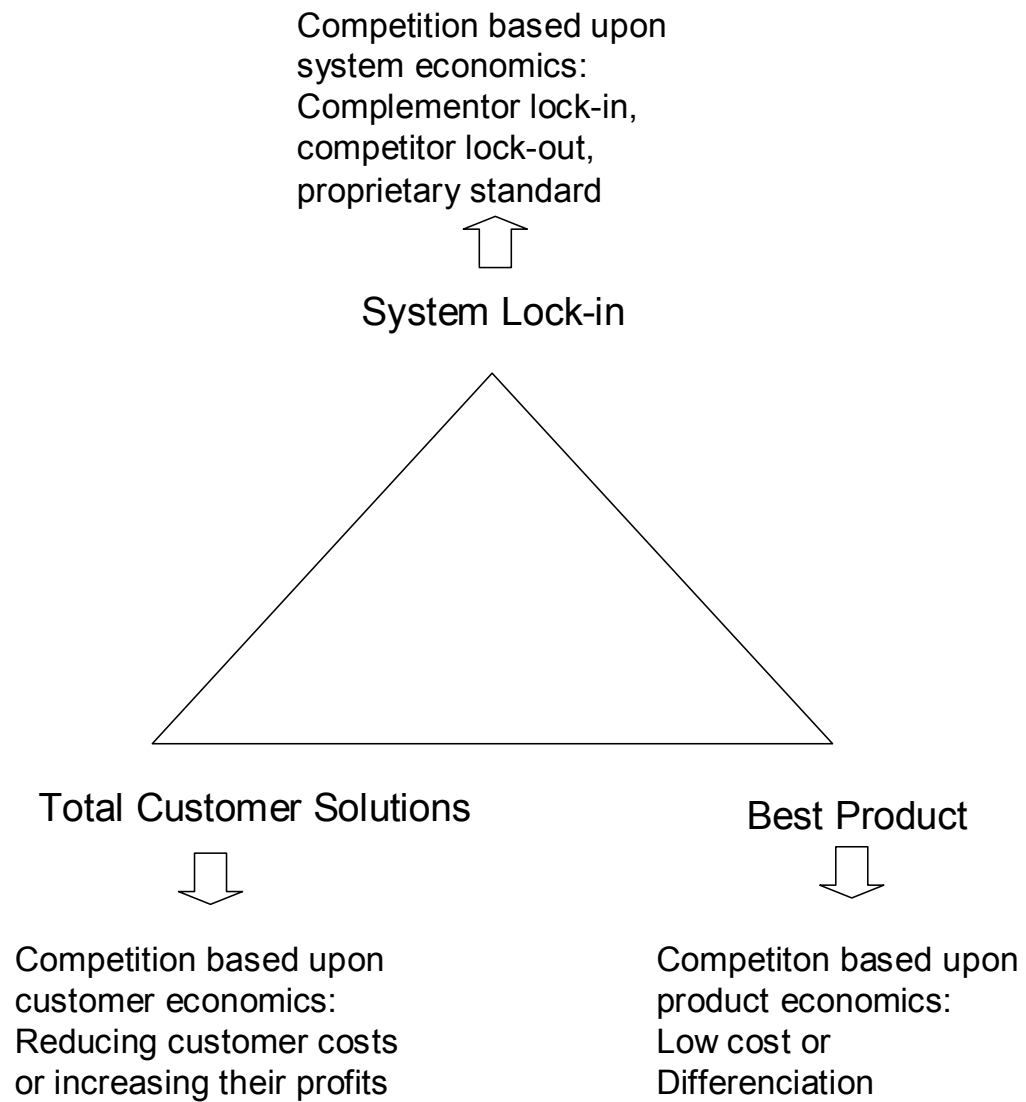 Competition based upon
system economics:
Complementor lock-in,
competitor lock-out,
proprietary standard
System Lock-in
Total Customer Solutions
Best Product
Competition based upon
customer economics:
Reducing customer costs
or increasing their profits
Competiton based upon
product economics:
Low cost or
Differenciation